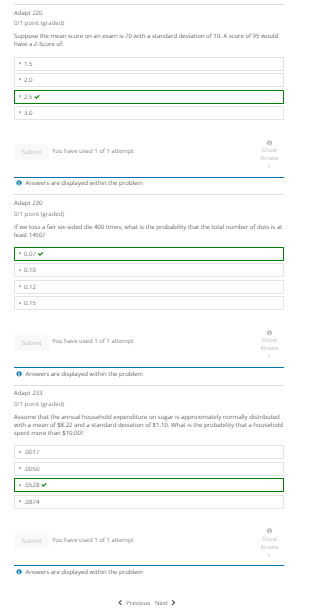 Adapt 220
0/1 point (graded)
Suppose the mean score on an exam is 70 with a standard deviation of 10. A score of 95 would
have a Z-Score of:
1.5
2.0
2.5 ✔
3.0
Submit You have used 1 of 1 attempt
Show
Answe
r
Answers are displayed within the problem
Adapt 230
0/1 point (graded)
If we toss a fair six-sided die 400 times, what is the probability that the total number of dots is at
least 1450?
0.07 ✔
0.10
0.12
0.15
Submit You have used 1 of 1 attempt
Show
Answe
r
Answers are displayed within the problem
Adapt 233
0/1 point (graded)
Assume that the annual household expenditure on sugar is approximately normally distributed
with a mean of $8.22 and a standard deviation of $1.10. What is the probability that a household
spent more than $10.00?
.0017
.0050
.0528 ✔
.0874
Submit You have used 1 of 1 attempt
Show
Answe
r
Answers are displayed within the problem
Previous Next